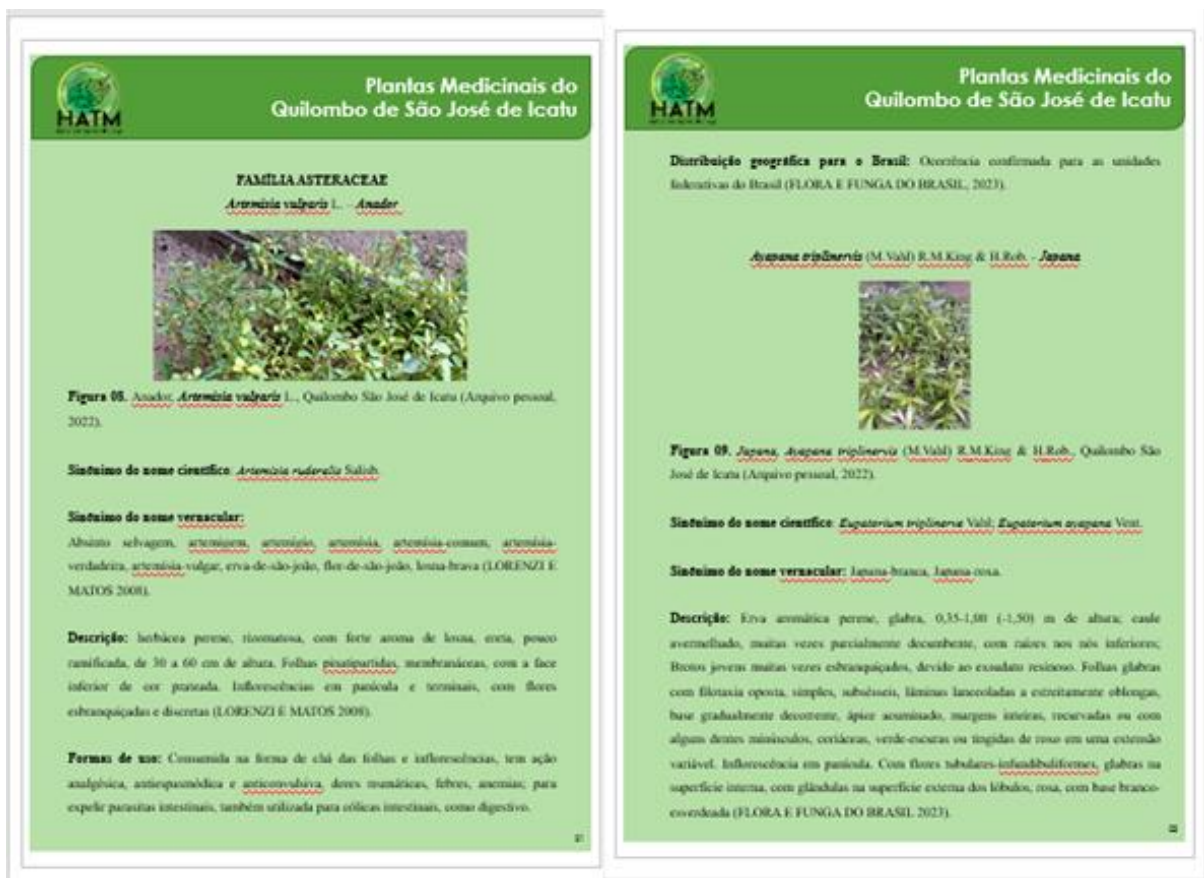 HATM
Plantas Medicinais do
Quilombo de São José de Icatu
FAMÍLIA ASTERACEAE
Artemisia vulparis L. – Anador
Figura 08. Anador, Artemisia vulparis L., Quilombo São José de Icatu (Arquivo pessoal,
2022).
Sinônimo do nome científico: Artemisia ruderalis Salisb.
Sinônimo do nome vernacular:
Absinto selvagem, artemigem, artemigio, artemísia, artemísia-comum, artemísia-
verdadeira, artemisia-vulgar, erva-de-são-joão, flor-de-são-joão, losna-brava (LORENZI E
MATOS 2008).
Descrição: herbácea perene, rizomatosa, com forte aroma de losna, ereta, pouco
ramificada, de 30 a 60 cm de altura. Folhas pinatipartidas, membranáceas, com a face
inferior de cor prateada. Inflorescências em panícula e terminais, com flores
esbranquiçadas e discretas (LORENZI E MATOS 2008).
Formas de uso: Consumida na forma de chá das folhas e inflorescências, tem ação
analgésica, antiespasmódica e anticonvulsiva, dores reumáticas, febres, anemias; para
expelir parasitas intestinais, também utilizada para cólicas intestinais, como digestivo.
HATM
Plantas Medicinais do
Quilombo de São José de Icatu
Distribuição geográfica para o Brasil: Ocorrência confirmada para as unidades
federativas do Brasil (FLORA E FUNGA DO BRASIL, 2023).
Ayapana triplinervis (M.Vahl) R.M.King & H.Rob. - Japana
Figura 09. Japana, Ayapana triplinervis (M.Vahl) R.M.King & H.Rob., Quilombo São
José de Icatu (Arquivo pessoal, 2022).
Sinônimo do nome científico: Eupatorium triplinerve Vahl; Eupatorium ayapana Vent.
Sinônimo do nome vernacular: Japana-branca, Japana-roxa.
Descrição: Erva aromática perene, glabra, 0,35-1,00 (-1,50) m de altura; caule
avermelhado, muitas vezes parcialmente decumbente, com raízes nos nós inferiores;
Brotos jovens muitas vezes esbranquiçados, devido ao exsudato resinoso. Folhas glabras
com filotaxia oposta, simples, subsésseis, lâminas lanceoladas a estreitamente oblongas,
base gradualmente decorrente, ápice acuminado, margens inteiras, recurvadas ou com
alguns dentes minúsculos, coriáceas, verde-escuras ou tingidas de roxo em uma extensão
variável. Inflorescência em panícula. Com flores tubulares-infundibuliformes, glabras na
superfície interna, com glândulas na superfície externa dos lóbulos, rosa, com base branco-
esverdeada (FLORA E FUNGA DO BRASIL 2023).